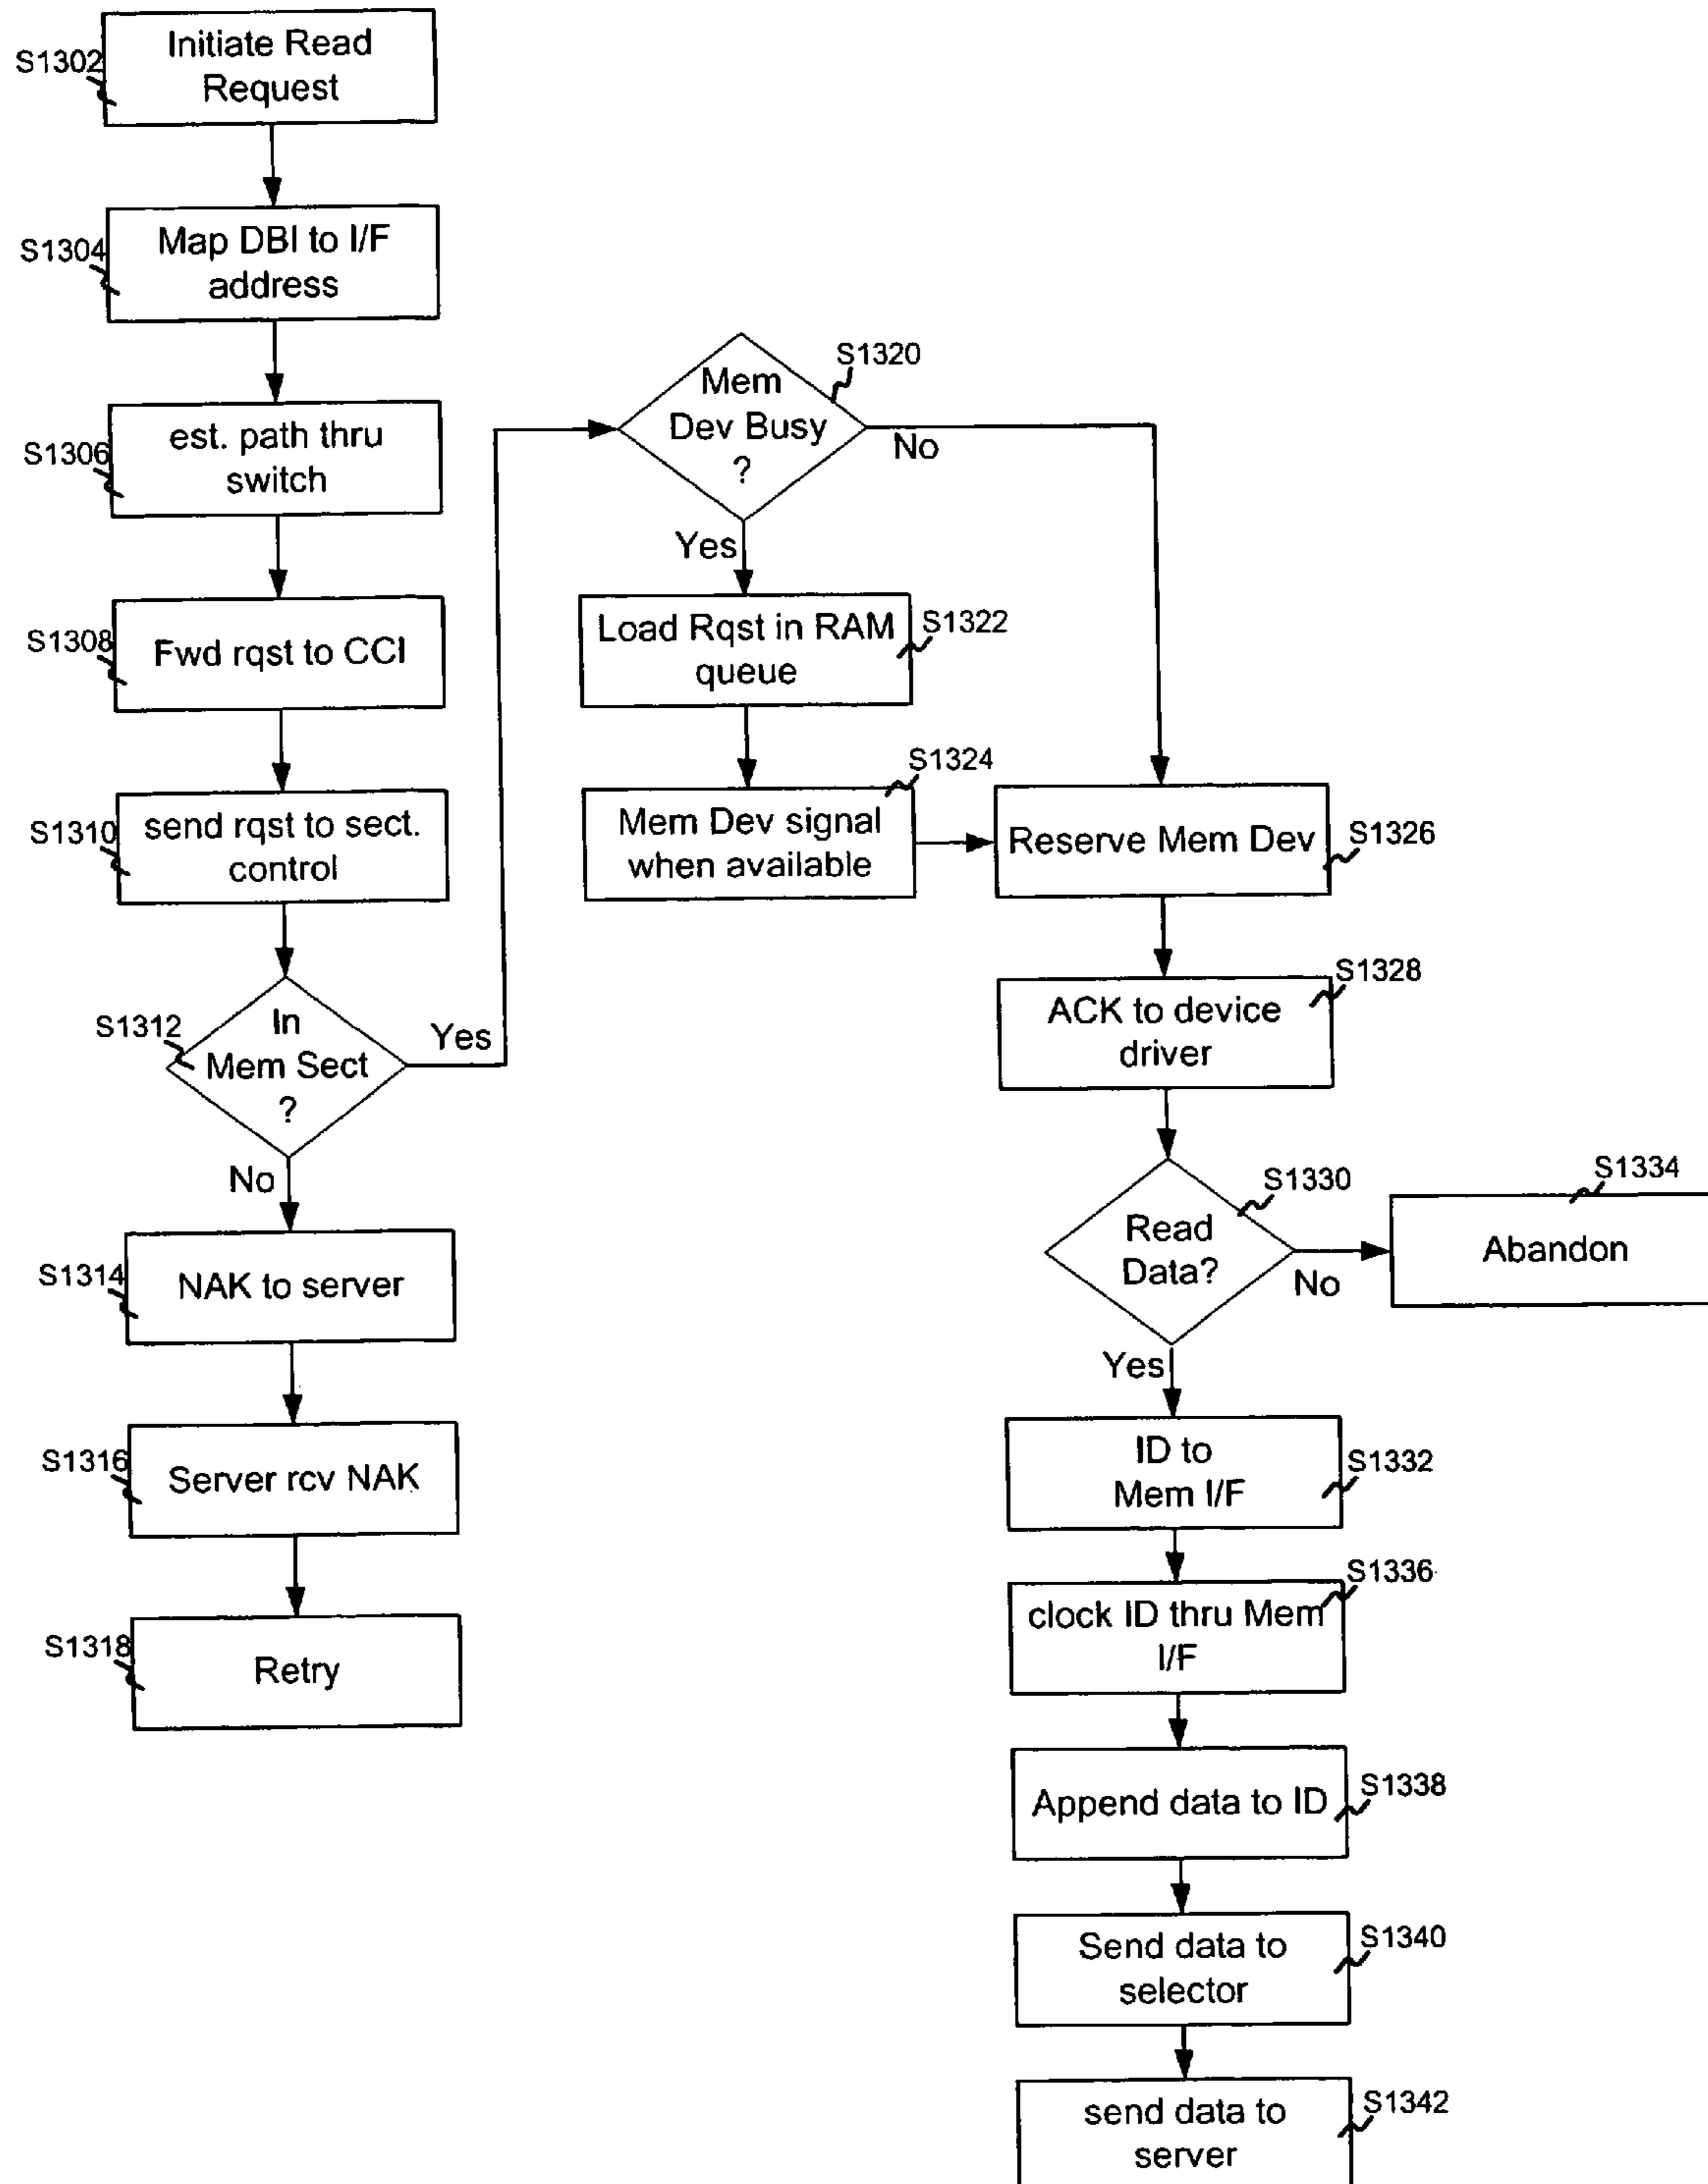 S1302
Initiate Read
Request
S1304
Map DBI to I/F
address
S1306
est. path thru
switch
S1308
Fwd rqst to CCI
S1310
send rqst to sect.
control
S1312
In
Mem Sect
?
Yes
No
S1314
NAK to server
S1316
Server rcv NAK
S1318
Retry
S1320
Mem
Dev Busy
?
No
Yes
Load Rqst in RAM
queue
S1322
S1324
Mem Dev signal
when available
Reserve Mem Dev
S1326
S1328
ACK to device
driver
S1330
Read
Data?
No
S1334
Abandon
Yes
ID to
Mem I/F
S1332
S1336
clock ID thru Mem
I/F
Append data to ID
S1338
Send data to
selector
S1340
send data to
server
S1342